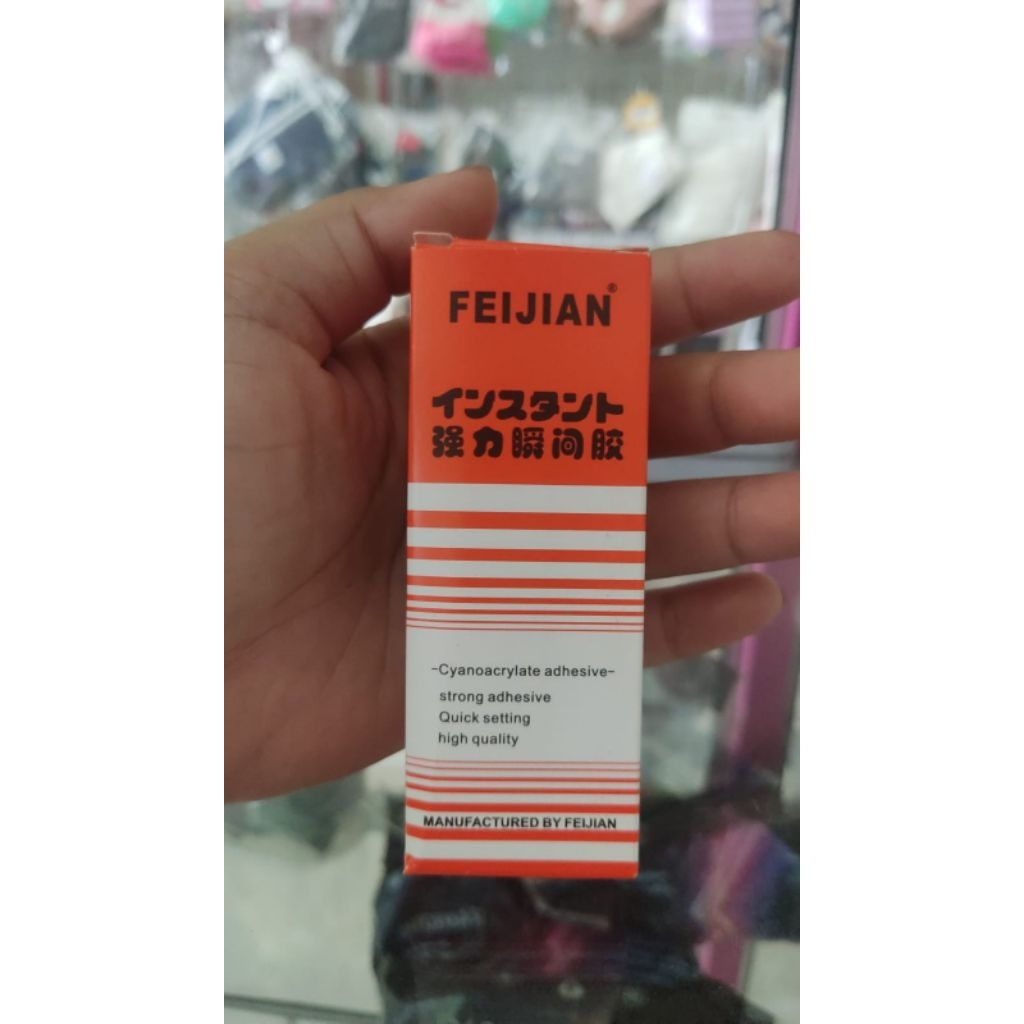 FEIJIAN®
インスタント
强力瞬间胶
-Cyanoacrylate adhesive-
strong adhesive
Quick setting
high quality
MANUFACTURED BY FEIJIAN